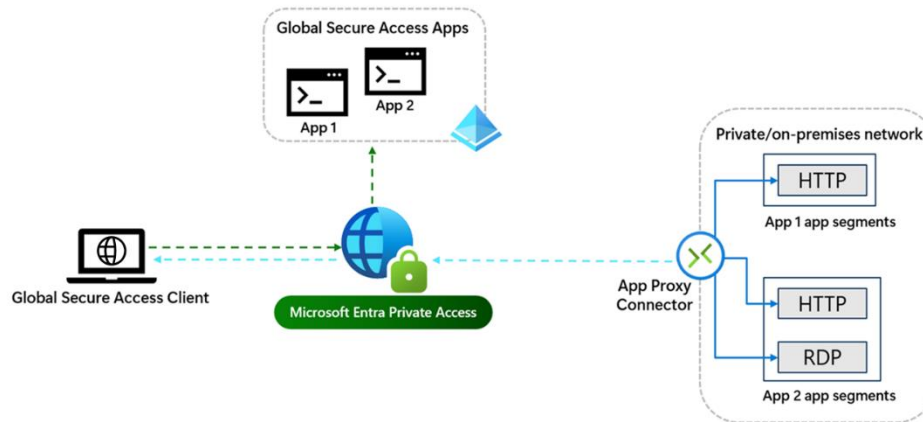 Global Secure Access Apps
App 1
App 2
Private/on-premises network
HTTP
App 1 app segments
Global Secure Access Client
Microsoft Entra Private Access
App Proxy
Connector
HTTP
RDP
App 2 app segments